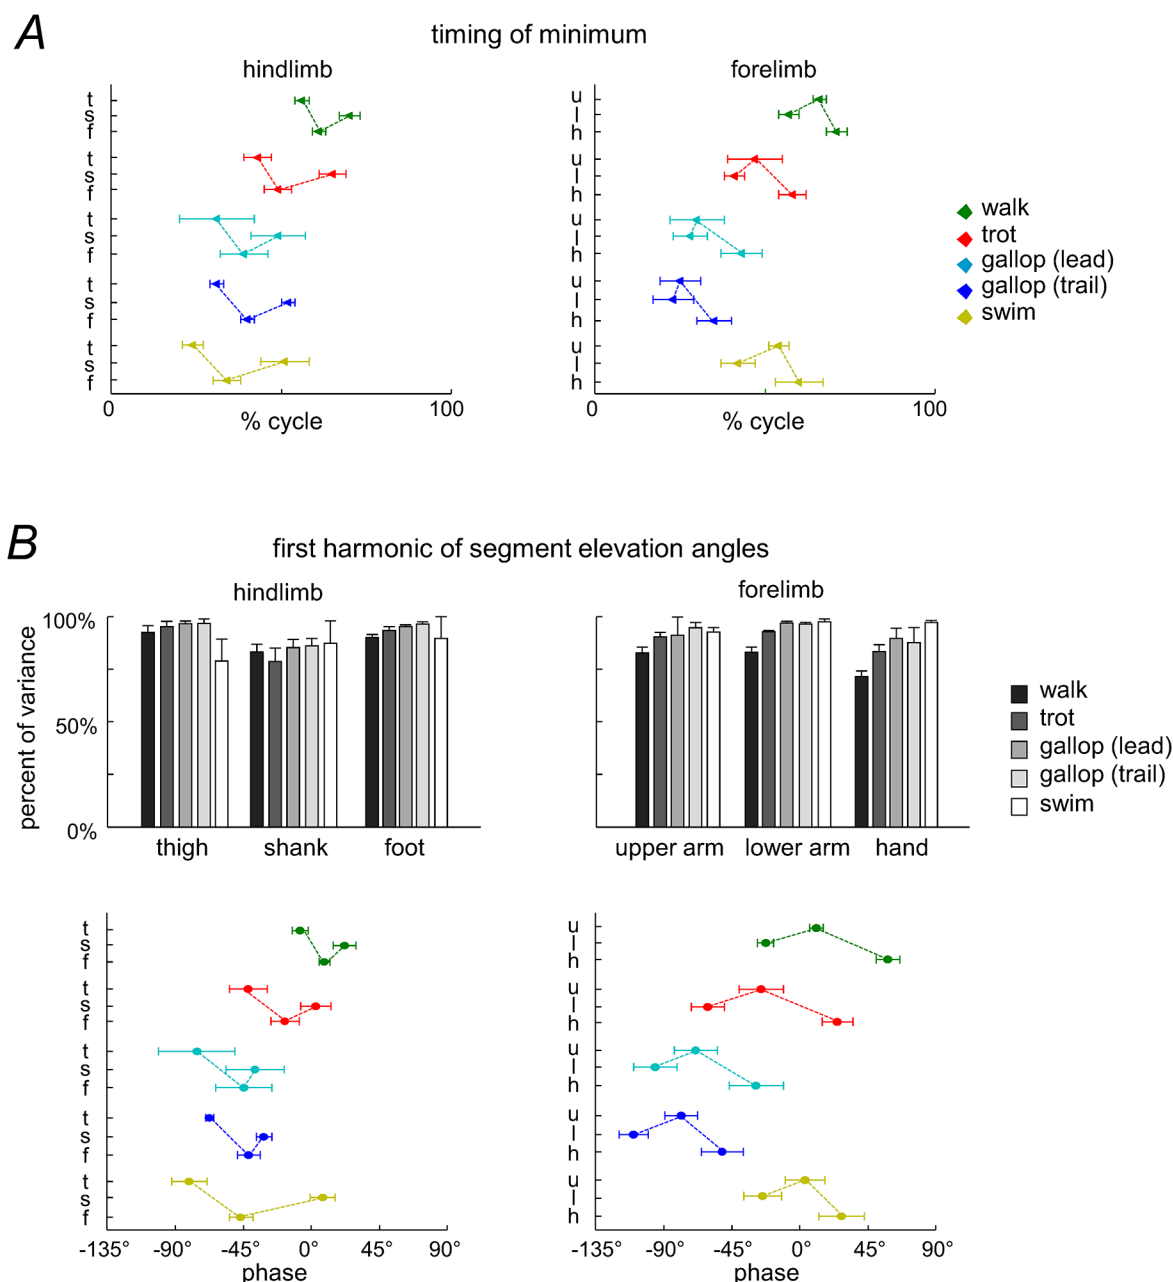 A
timing of minimum
hindlimb
forelimb
t
s
f
t
s
f
t
s
f
t
s
f
t
s
f
0
100
% cycle
u
l
h
u
l
h
u
l
h
u
l
h
u
l
h
0
100
% cycle
walk
trot
gallop (lead)
gallop (trail)
swim
B
first harmonic of segment elevation angles
hindlimb
forelimb
percent of variance
100%
50%
0%
thigh shank foot
upper arm lower arm hand
walk
trot
gallop (lead)
gallop (trail)
swim
t
s
f
t
s
f
t
s
f
t
s
f
t
s
f
-135° -90° -45° 0° 45° 90°
phase
u
l
h
u
l
h
u
l
h
u
l
h
u
l
h
-135° -90° -45° 0° 45° 90°
phase